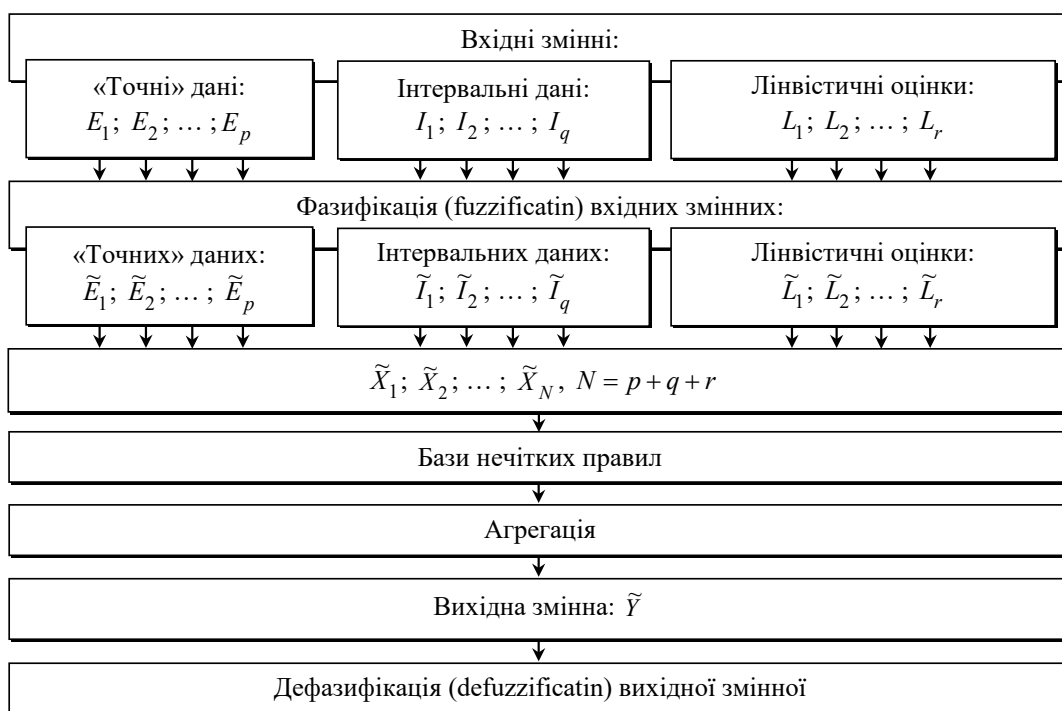 Вхідні змінні:
«Точні» дані:
E₁; E₂; … ; Eₚ
Інтервальні дані:
I₁; I₂; … ; I_q
Лінвістичні оцінки:
L₁; L₂; … ; Lᵣ
Фазифікація (fuzzificatin) вхідних змінних:
«Точних» даних:
Ẽ₁; Ẽ₂; … ; Ẽₚ
Інтервальних даних:
Ĩ₁; Ĩ₂; … ; Ĩ_q
Лінвістичні оцінки:
L̃₁; L̃₂; … ; L̃ᵣ
X̃₁; X̃₂; … ; X̃_N, N = p + q + r
Бази нечітких правил
Агрегація
Вихідна змінна: Ỹ
Дефазифікація (defuzzificatin) вихідної змінної